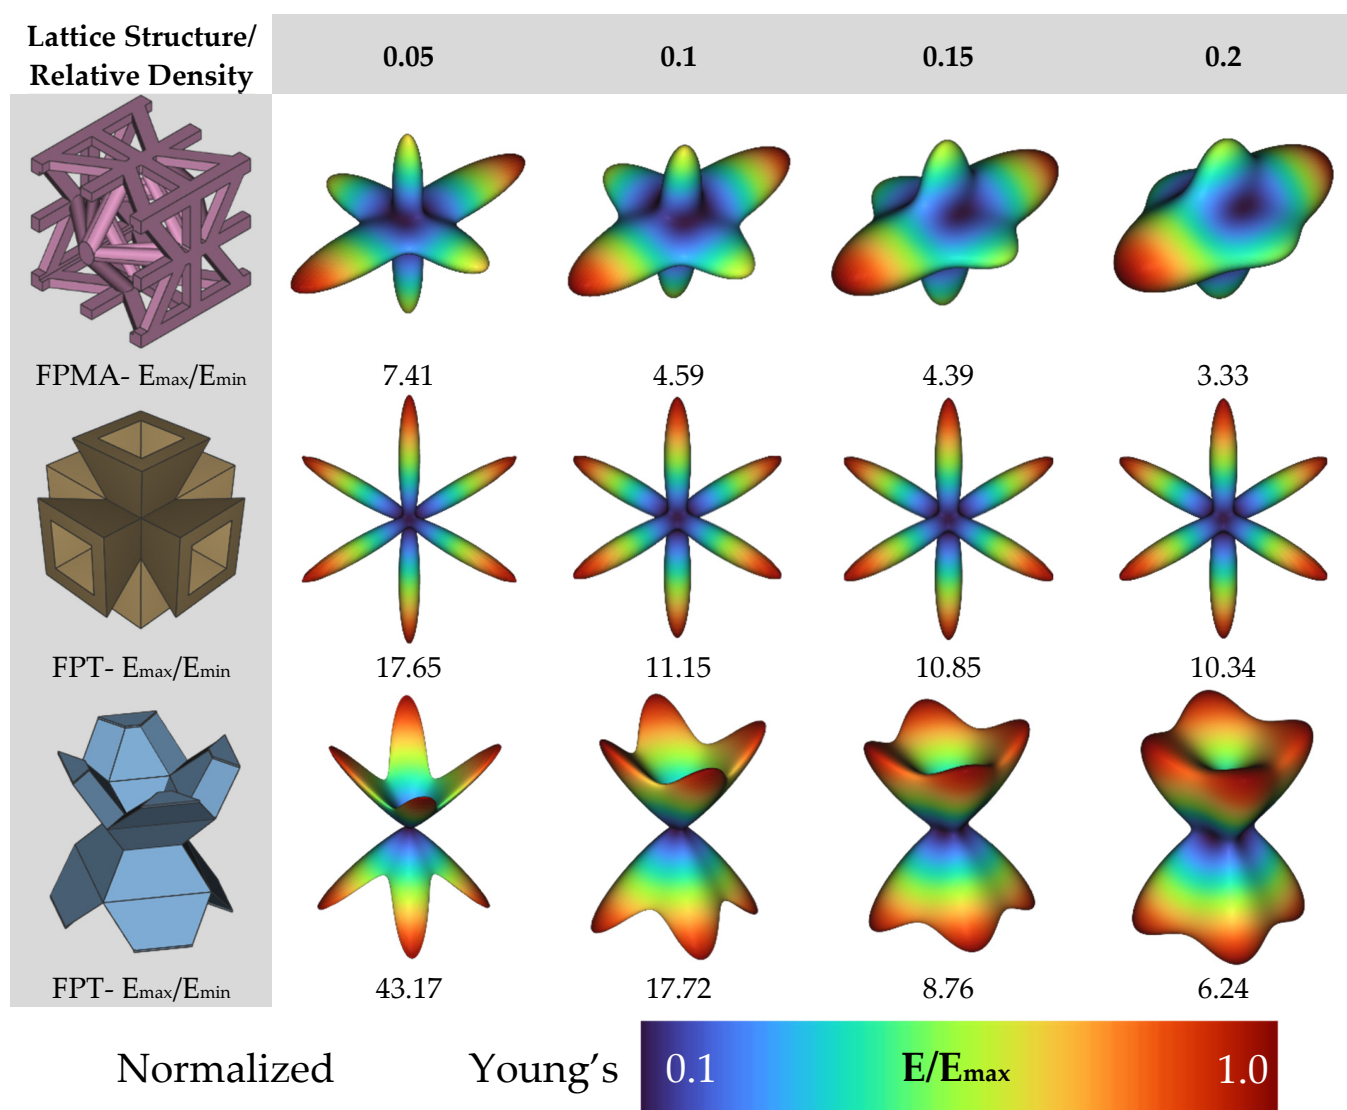 Lattice Structure/
Relative Density
0.05 0.1 0.15 0.2
FPMA- Emax/Emin 7.41 4.59 4.39 3.33
FPT- Emax/Emin 17.65 11.15 10.85 10.34
FPT- Emax/Emin 43.17 17.72 8.76 6.24
Normalized Young's 0.1 E/Emax 1.0